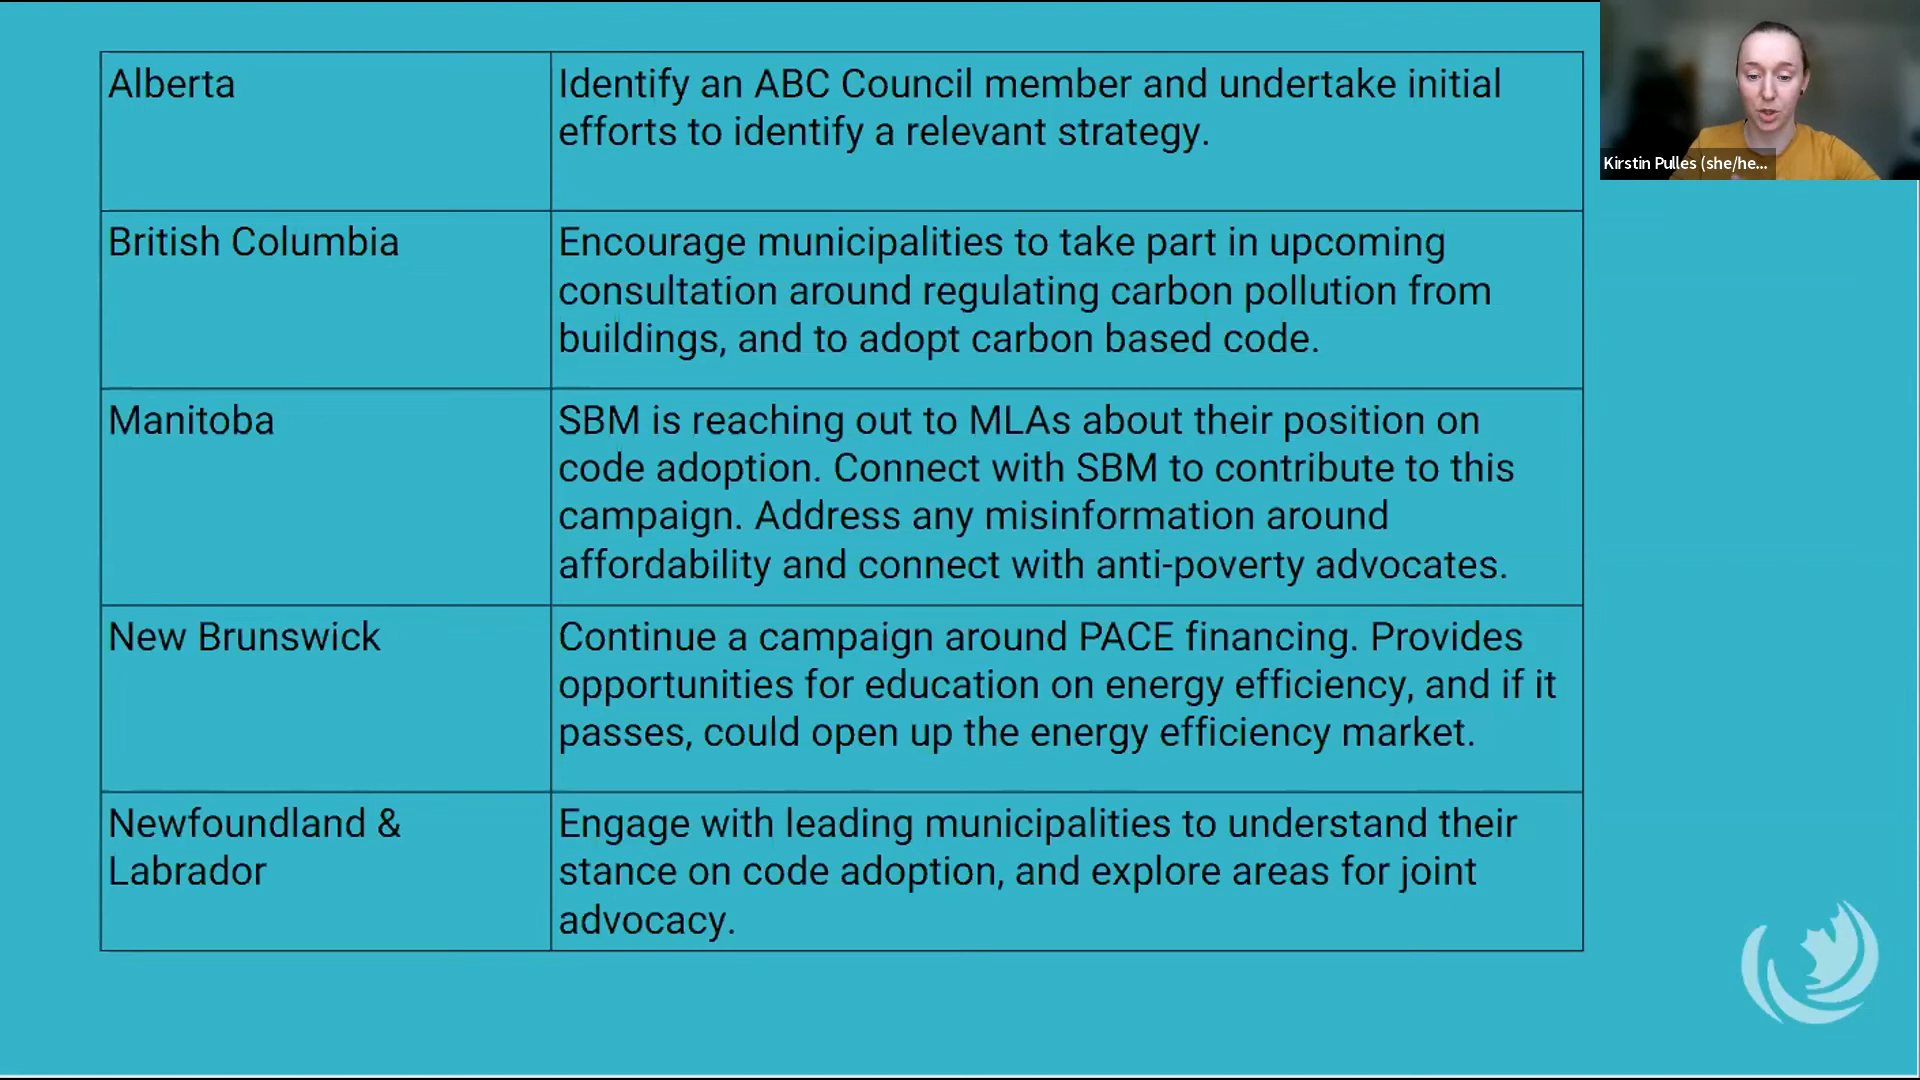 Alberta
Identify an ABC Council member and undertake initial
efforts to identify a relevant strategy.
British Columbia
Encourage municipalities to take part in upcoming
consultation around regulating carbon pollution from
buildings, and to adopt carbon based code.
Manitoba
SBM is reaching out to MLAs about their position on
code adoption. Connect with SBM to contribute to this
campaign. Address any misinformation around
affordability and connect with anti-poverty advocates.
New Brunswick
Continue a campaign around PACE financing. Provides
opportunities for education on energy efficiency, and if it
passes, could open up the energy efficiency market.
Newfoundland &
Labrador
Engage with leading municipalities to understand their
stance on code adoption, and explore areas for joint
advocacy.
Kirstin Pulles (she/he...